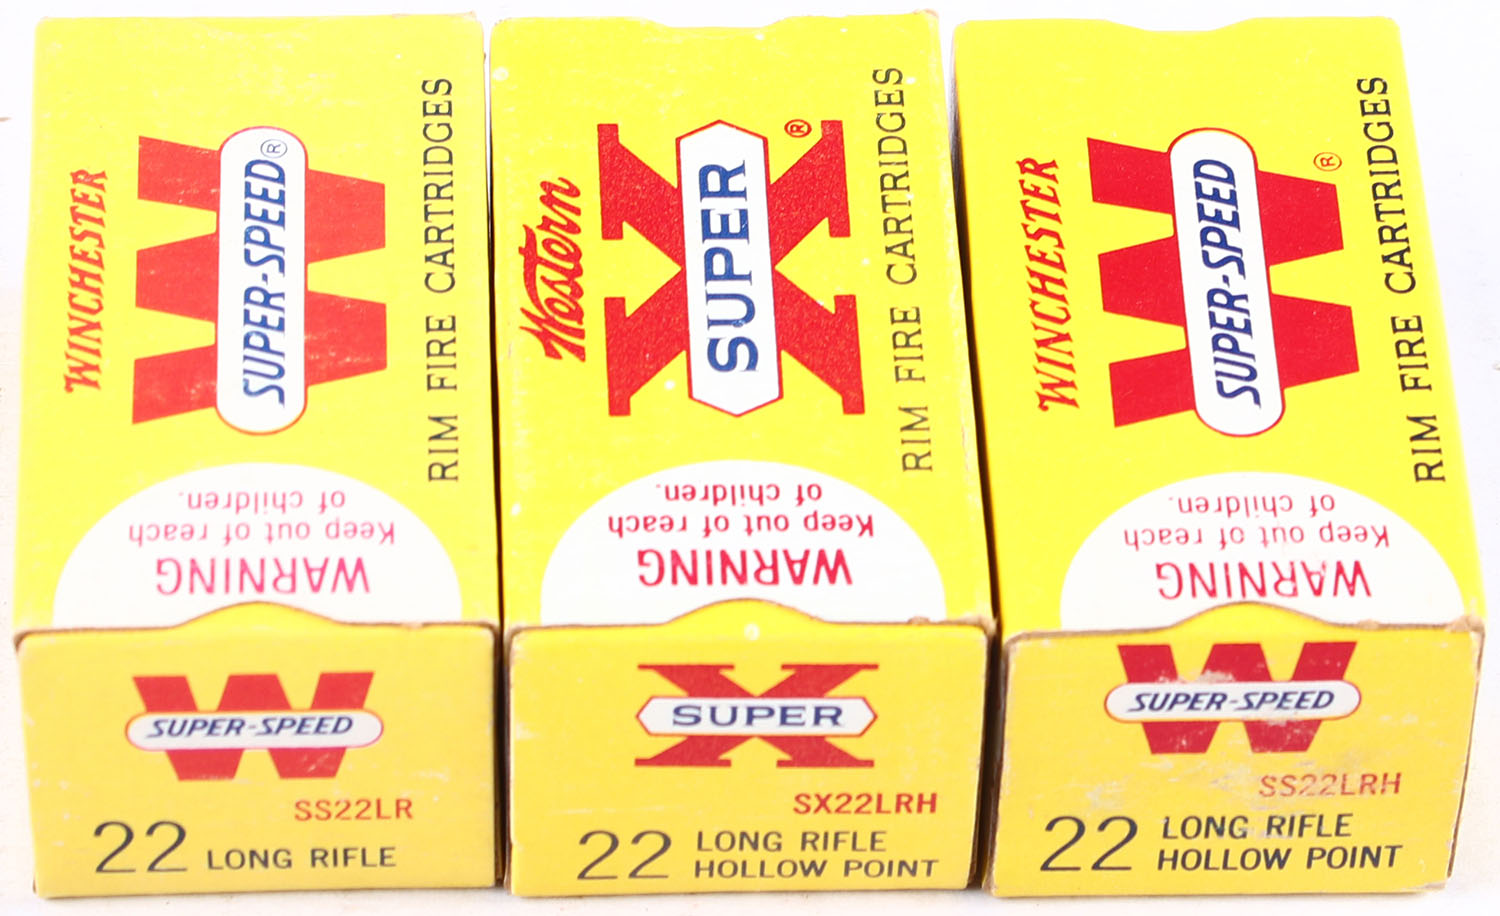 WINCHESTER
SUPER-SPEED®
RIM FIRE CARTRIDGES
WARNING
Keep out of reach
of children.
SUPER-SPEED
SS22LR
22 LONG RIFLE
Western
SUPER
X®
RIM FIRE CARTRIDGES
WARNING
Keep out of reach
of children.
X
SUPER
SX22LRH
22 LONG RIFLE
HOLLOW POINT
WINCHESTER
W
SUPER-SPEED
®
RIM FIRE CARTRIDGES
WARNING
Keep out of reach
of children.
W
SUPER-SPEED
SS22LRH
22 LONG RIFLE
HOLLOW POINT